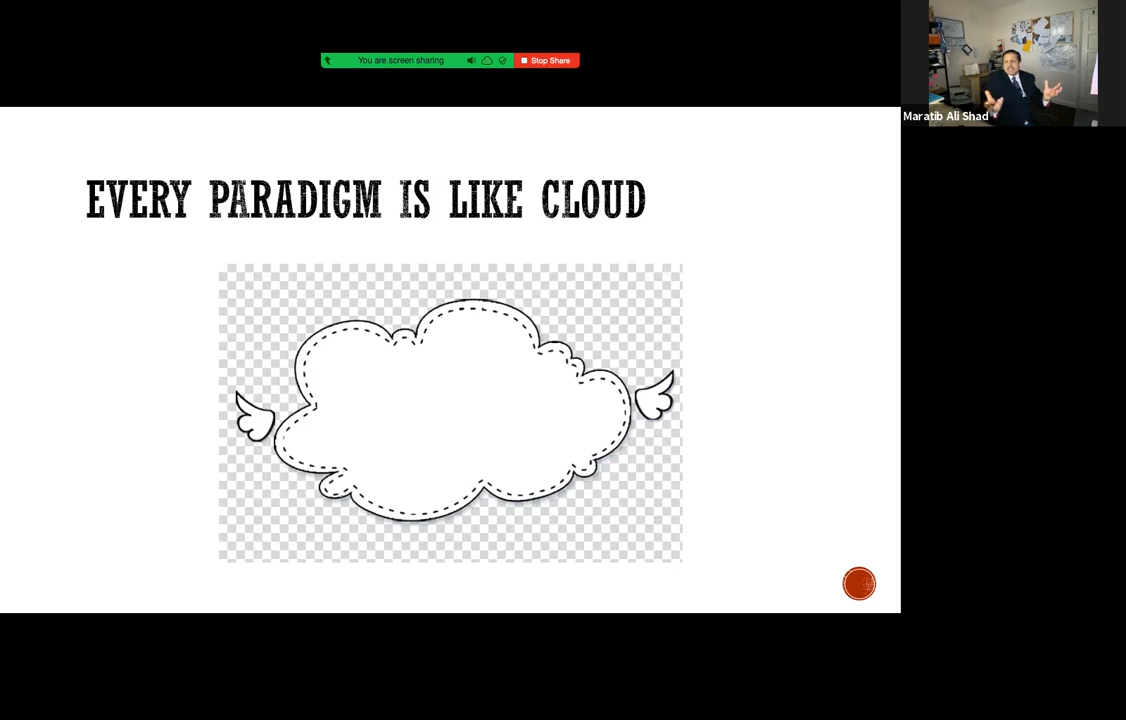 You are screen sharing
Stop Share
Maratib Ali Shad
EVERY PARADIGM IS LIKE CLOUD